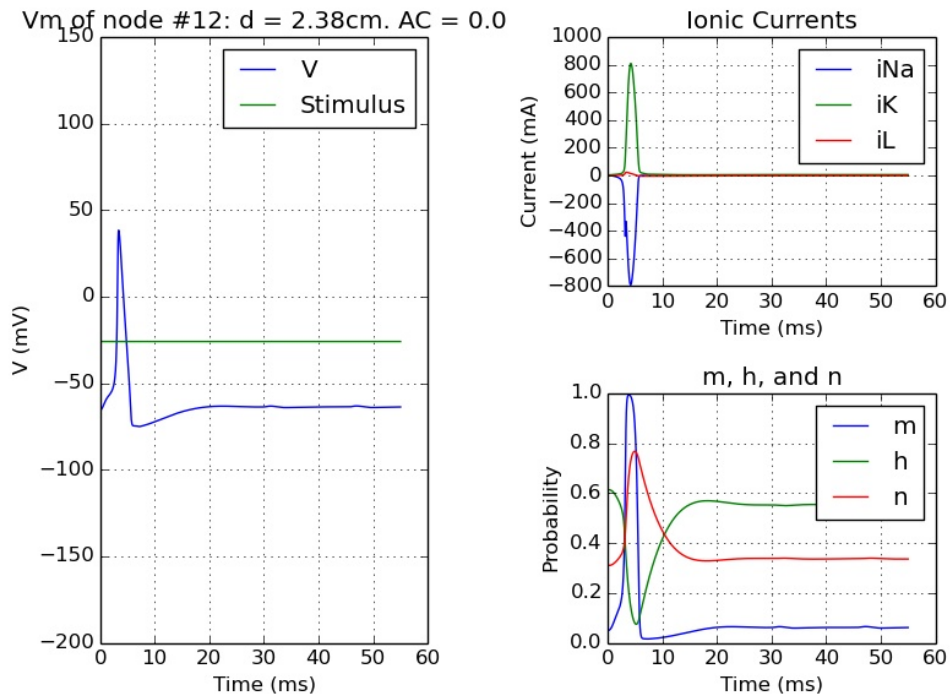 Vm of node #12: d = 2.38cm. AC = 0.0
150
100
50
0
−50
−100
−150
−200
V (mV)
0 10 20 30 40 50 60
Time (ms)
V
Stimulus
Ionic Currents
1000
800
600
400
200
0
−200
−400
−600
−800
Current (mA)
0 10 20 30 40 50 60
Time (ms)
iNa
iK
iL
m, h, and n
1.0
0.8
0.6
0.4
0.2
0.0
Probability
0 10 20 30 40 50 60
Time (ms)
m
h
n